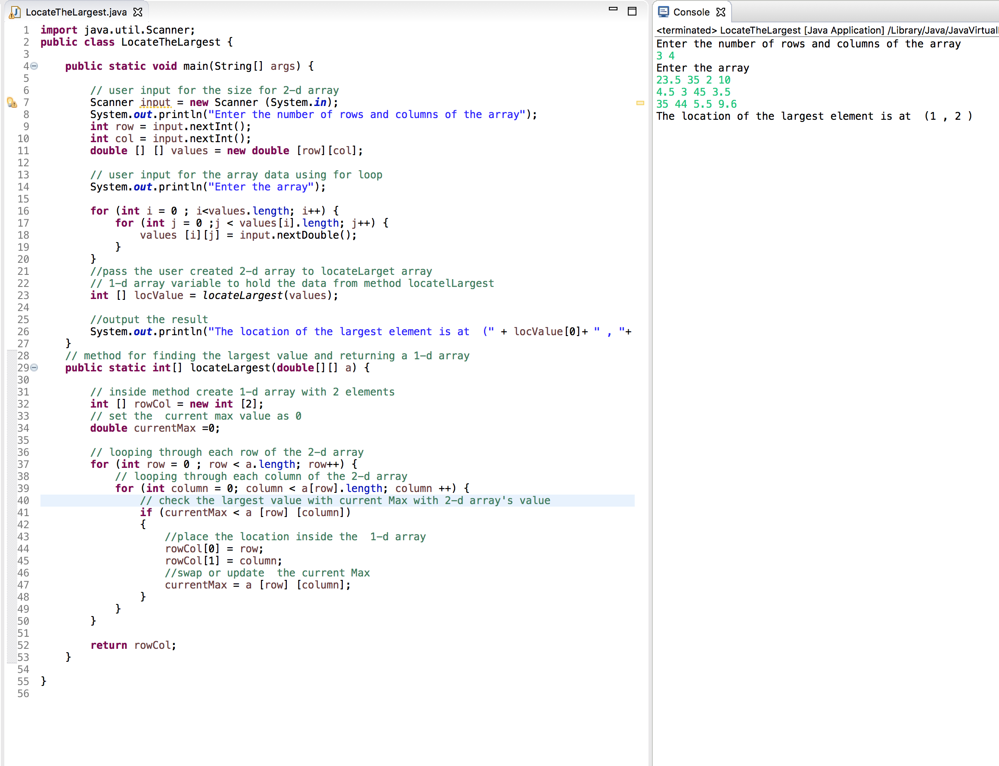 LocateTheLargest.java
1 import java.util.Scanner;
2 public class LocateTheLargest {
3
4     public static void main(String[] args) {
5
6         // user input for the size for 2-d array
7         Scanner input = new Scanner (System.in);
8         System.out.println("Enter the number of rows and columns of the array");
9         int row = input.nextInt();
10         int col = input.nextInt();
11         double [] [] values = new double [row][col];
12
13         // user input for the array data using for loop
14         System.out.println("Enter the array");
15
16         for (int i = 0 ; i<values.length; i++) {
17             for (int j = 0 ;j < values[i].length; j++) {
18                 values [i][j] = input.nextDouble();
19             }
20         }
21         //pass the user created 2-d array to locateLarget array
22         // 1-d array variable to hold the data from method locatelLargest
23         int [] locValue = locateLargest(values);
24
25         //output the result
26         System.out.println("The location of the largest element is at  (" + locValue[0]+ " , "+
27     }
28     // method for finding the largest value and returning a 1-d array
29     public static int[] locateLargest(double[][] a) {
30
31         // inside method create 1-d array with 2 elements
32         int [] rowCol = new int [2];
33         // set the  current max value as 0
34         double currentMax =0;
35
36         // looping through each row of the 2-d array
37         for (int row = 0 ; row < a.length; row++) {
38             // looping through each column of the 2-d array
39             for (int column = 0; column < a[row].length; column ++) {
40                 // check the largest value with current Max with 2-d array's value
41                 if (currentMax < a [row] [column])
42                 {
43                     //place the location inside the  1-d array
44                     rowCol[0] = row;
45                     rowCol[1] = column;
46                     //swap or update  the current Max
47                     currentMax = a [row] [column];
48                 }
49             }
50         }
51
52         return rowCol;
53     }
54
55 }
56
Console
<terminated> LocateTheLargest [Java Application] /Library/Java/JavaVirtual
Enter the number of rows and columns of the array
3 4
Enter the array
23.5 35 2 10
4.5 3 45 3.5
35 44 5.5 9.6
The location of the largest element is at  (1 , 2 )